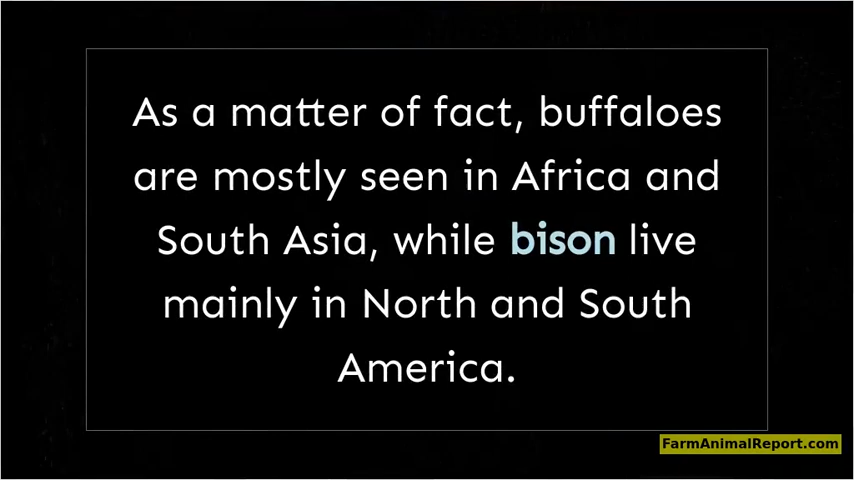 As a matter of fact, buffaloes
are mostly seen in Africa and
South Asia, while bison live
mainly in North and South
America.
FarmAnimalReport.com